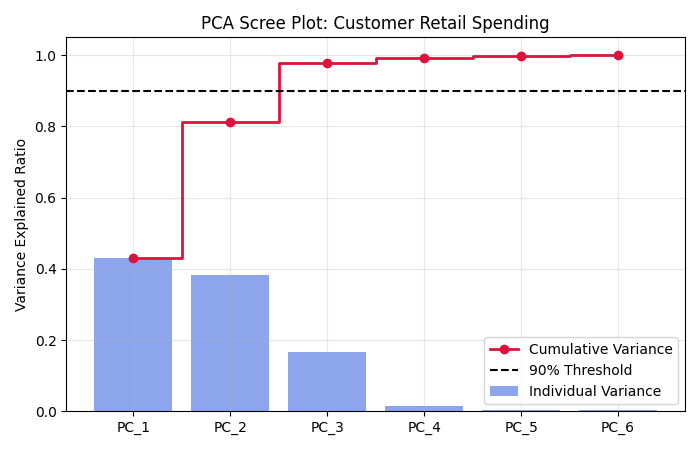 PCA Scree Plot: Customer Retail Spending
Variance Explained Ratio
1.0
0.8
0.6
0.4
0.2
0.0
Cumulative Variance
90% Threshold
Individual Variance
PC_1 PC_2 PC_3 PC_4 PC_5 PC_6